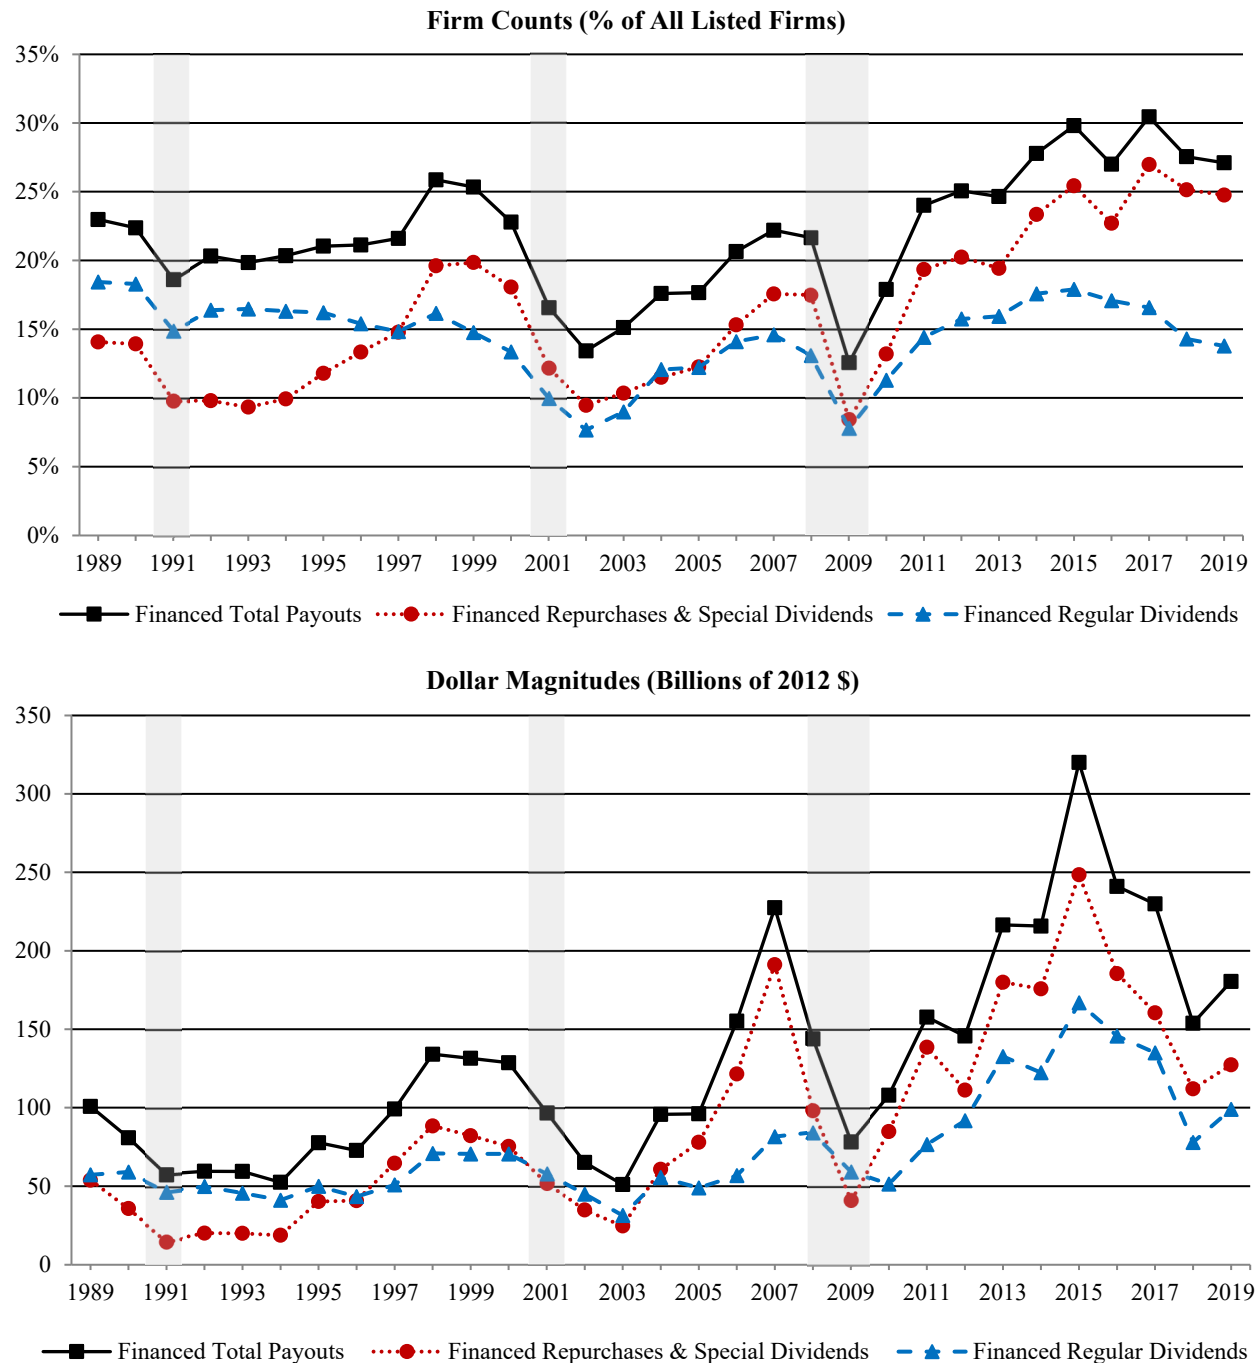 Firm Counts (% of All Listed Firms)
35%
30%
25%
20%
15%
10%
5%
0%
1989 1991 1993 1995 1997 1999 2001 2003 2005 2007 2009 2011 2013 2015 2017 2019
Financed Total Payouts Financed Repurchases & Special Dividends Financed Regular Dividends
Dollar Magnitudes (Billions of 2012 $)
350
300
250
200
150
100
50
0
1989 1991 1993 1995 1997 1999 2001 2003 2005 2007 2009 2011 2013 2015 2017 2019
Financed Total Payouts Financed Repurchases & Special Dividends Financed Regular Dividends